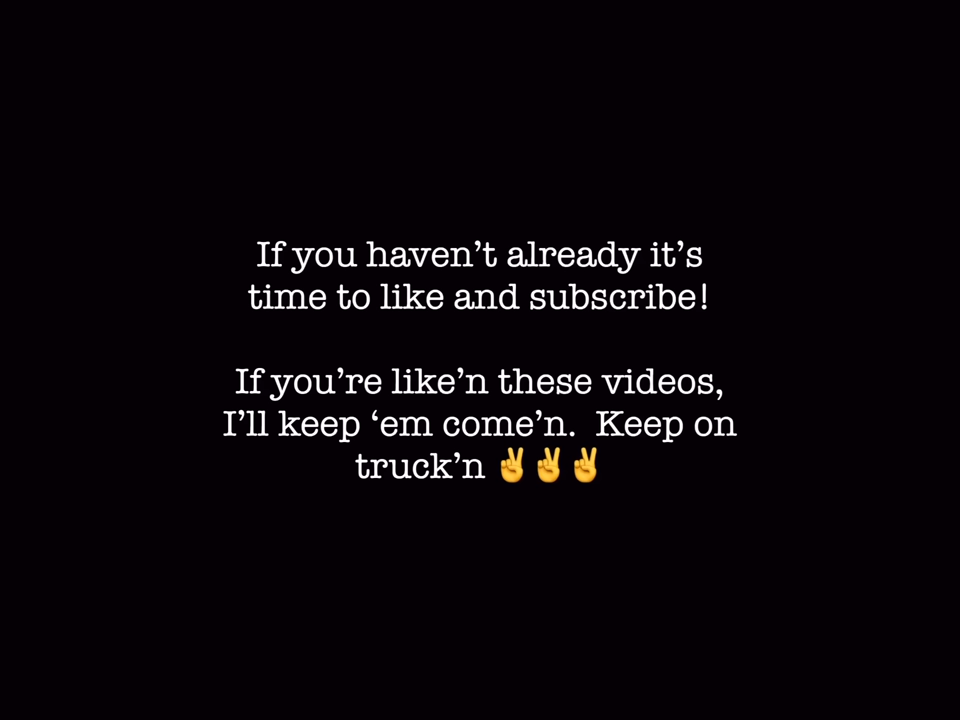 If you haven’t already it’s
time to like and subscribe!
If you’re like’n these videos,
I’ll keep ‘em come’n.  Keep on
truck’n ✌️✌️✌️